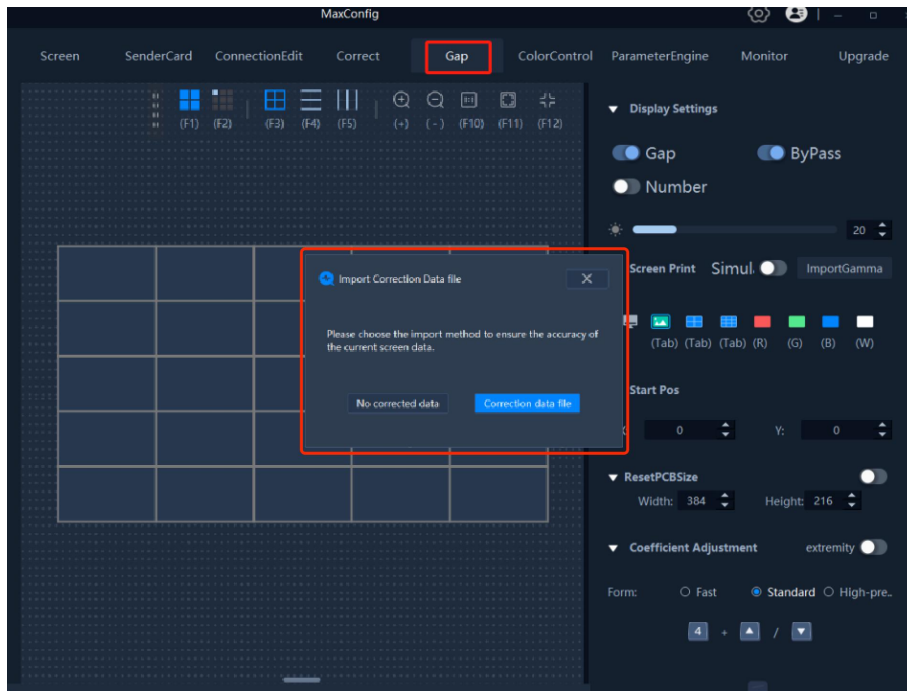 MaxConfig
Screen SenderCard ConnectionEdit Correct Gap ColorControl ParameterEngine Monitor Upgrade
(F1) (F2) (F3) (F4) (F5) (+) (-) (F10) (F11) (F12)
Display Settings
Gap ByPass
Number
20
Screen Print Simul ImportGamma
(Tab) (Tab) (Tab) (R) (G) (B) (W)
Import Correction Data file X
Please choose the import method to ensure the accuracy of
the current screen data.
No corrected data Correction data file
Start Pos
0 Y: 0
ResetPCBSize
Width: 384 Height: 216
Coefficient Adjustment extremity
Form: Fast Standard High-pre..
4 + /